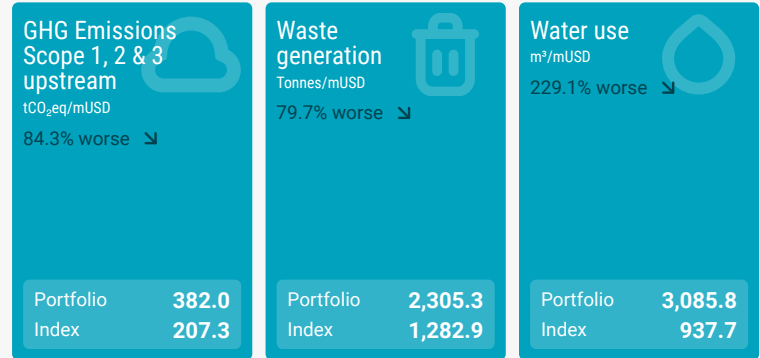 GHG Emissions
Scope 1, 2 & 3
upstream
tCO₂eq/mUSD
84.3% worse
Portfolio 382.0
Index 207.3
Waste
generation
Tonnes/mUSD
79.7% worse
Portfolio 2,305.3
Index 1,282.9
Water use
m³/mUSD
229.1% worse
Portfolio 3,085.8
Index 937.7